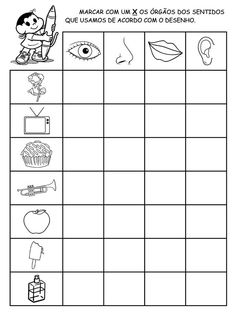 MARCAR COM UM X OS ÓRGÃOS DOS SENTIDOS
QUE USAMOS DE ACORDO COM O DESENHO.